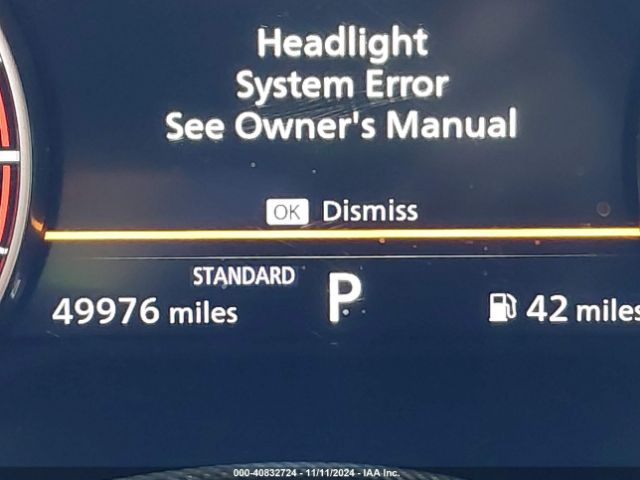 Headlight
System Error
See Owner's Manual
OK Dismiss
STANDARD
49976 miles P 42 miles
000-40832724 - 11/11/2024 - IAA Inc.